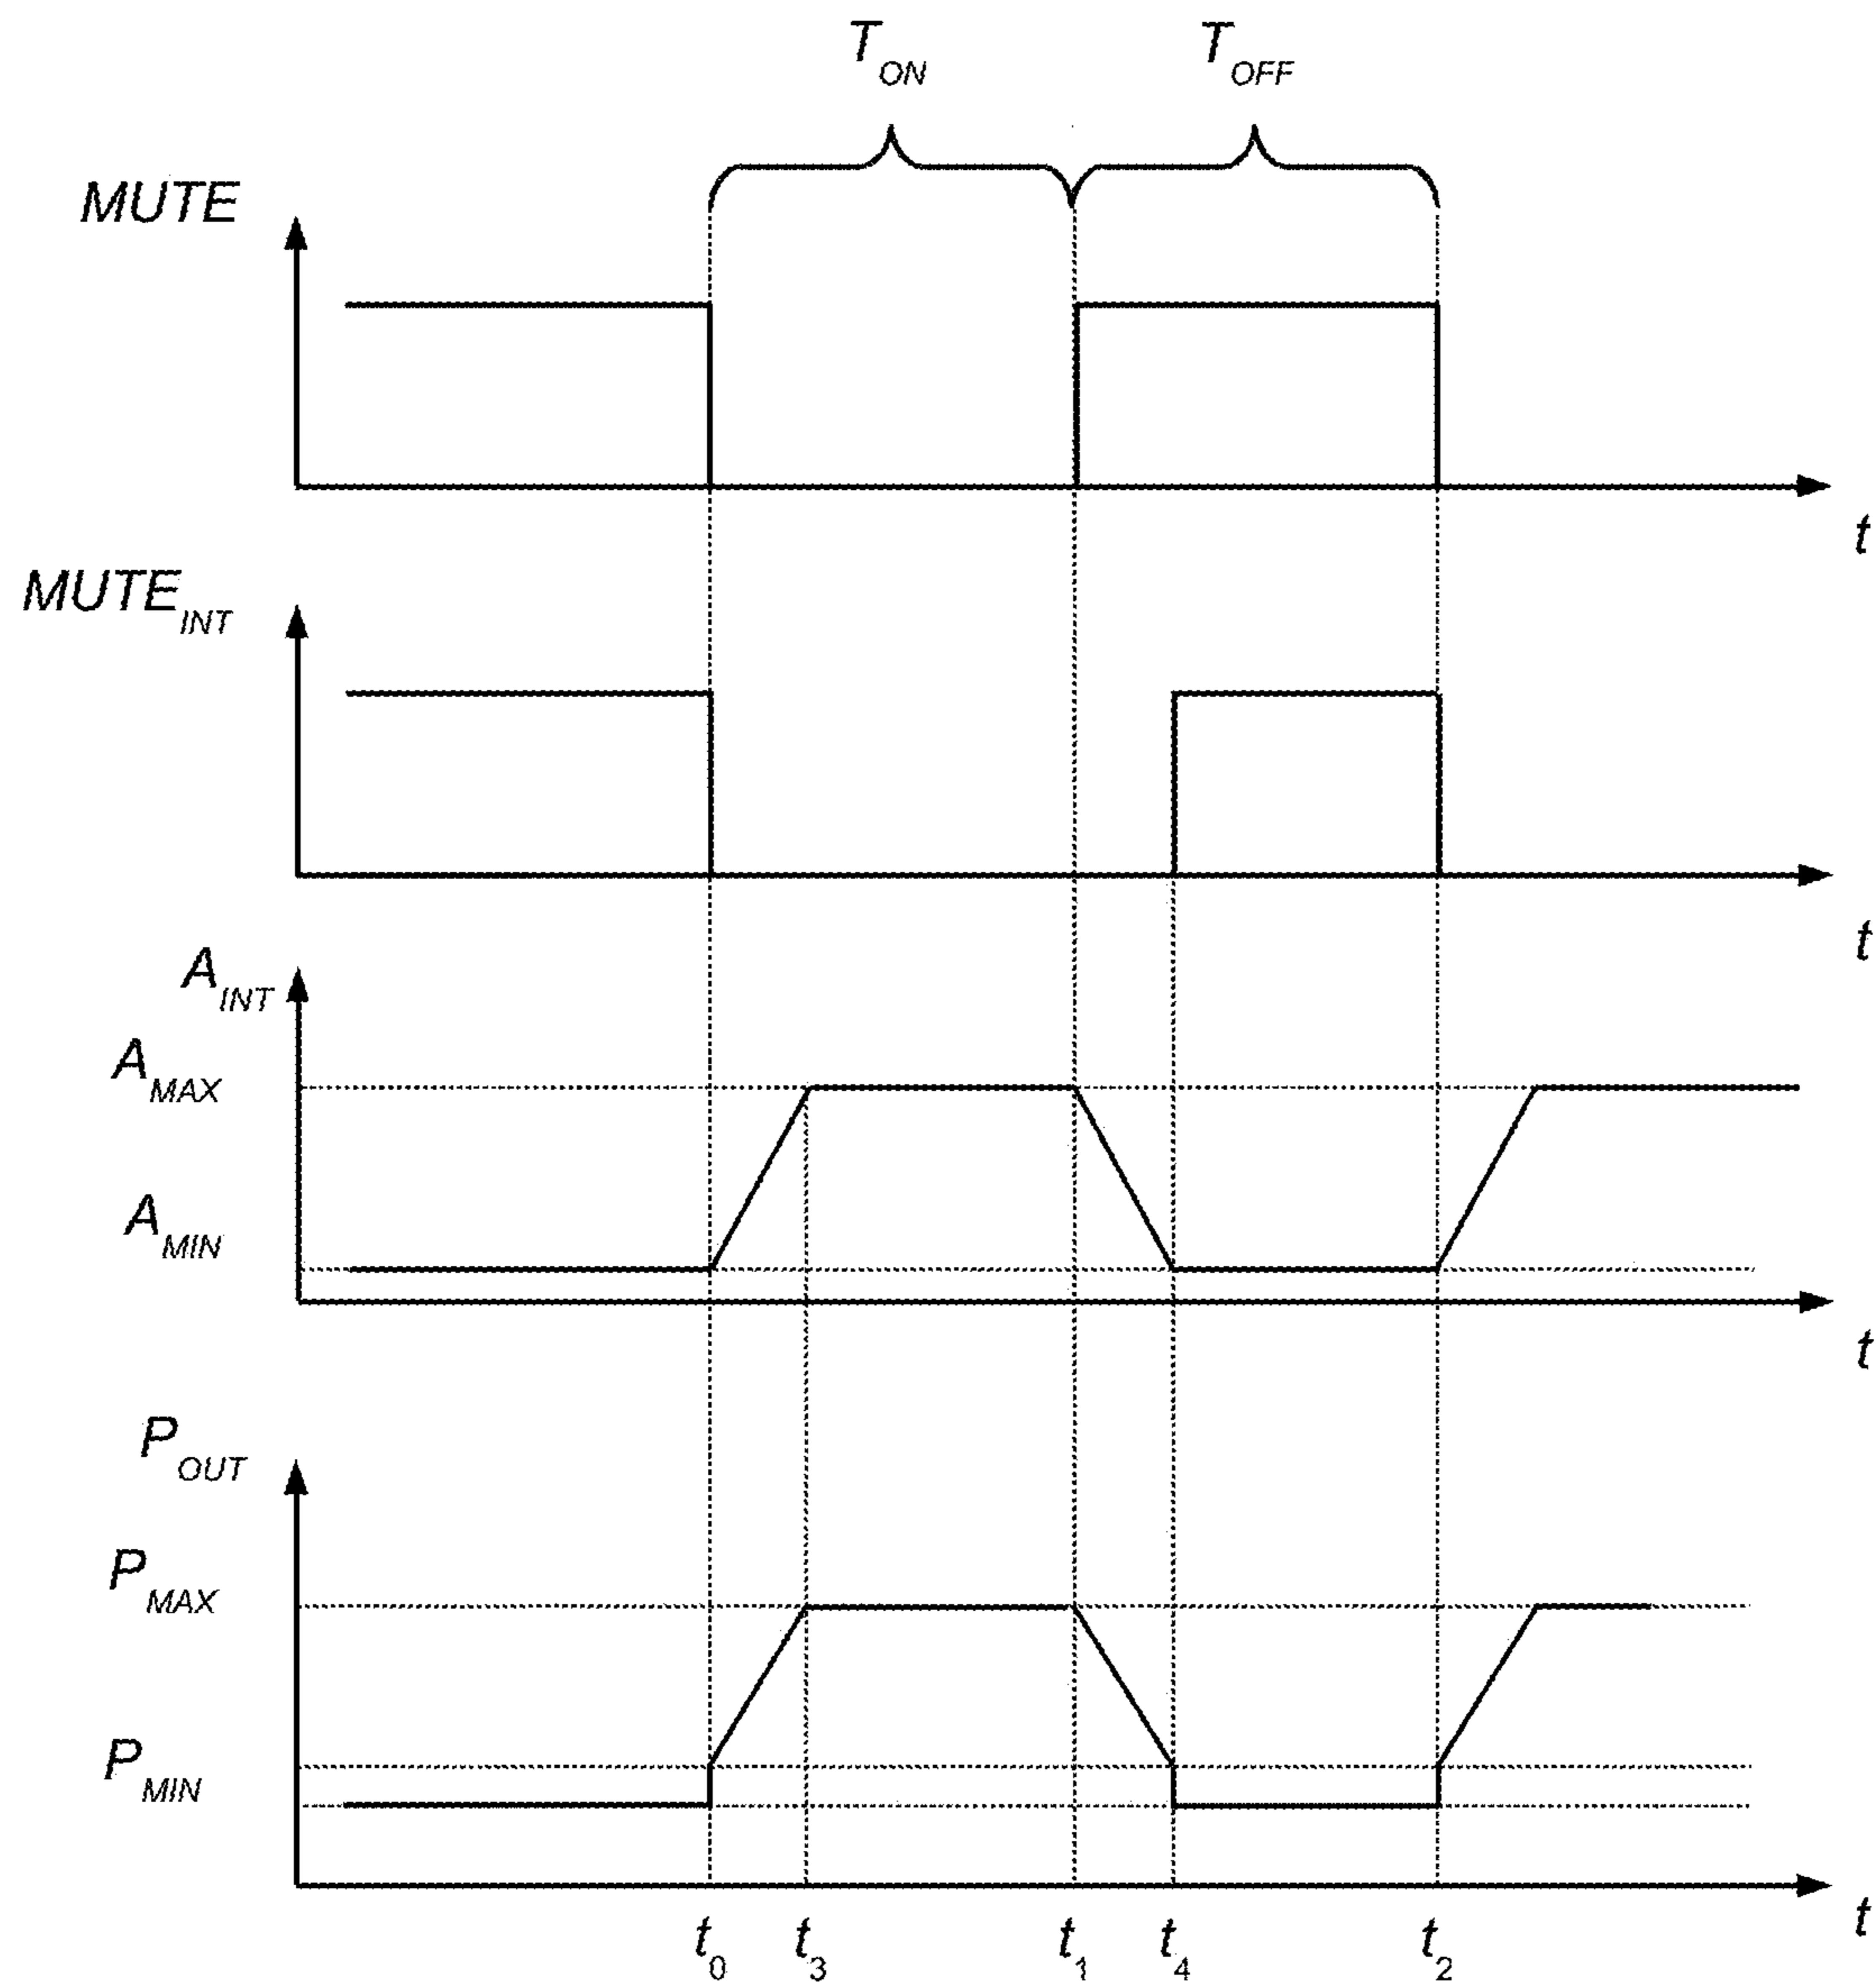 T_ON T_OFF
MUTE
t
MUTE_INT
t
A_INT
A_MAX
A_MIN
t
P_OUT
P_MAX
P_MIN
t
t_0 t_3 t_1 t_4 t_2